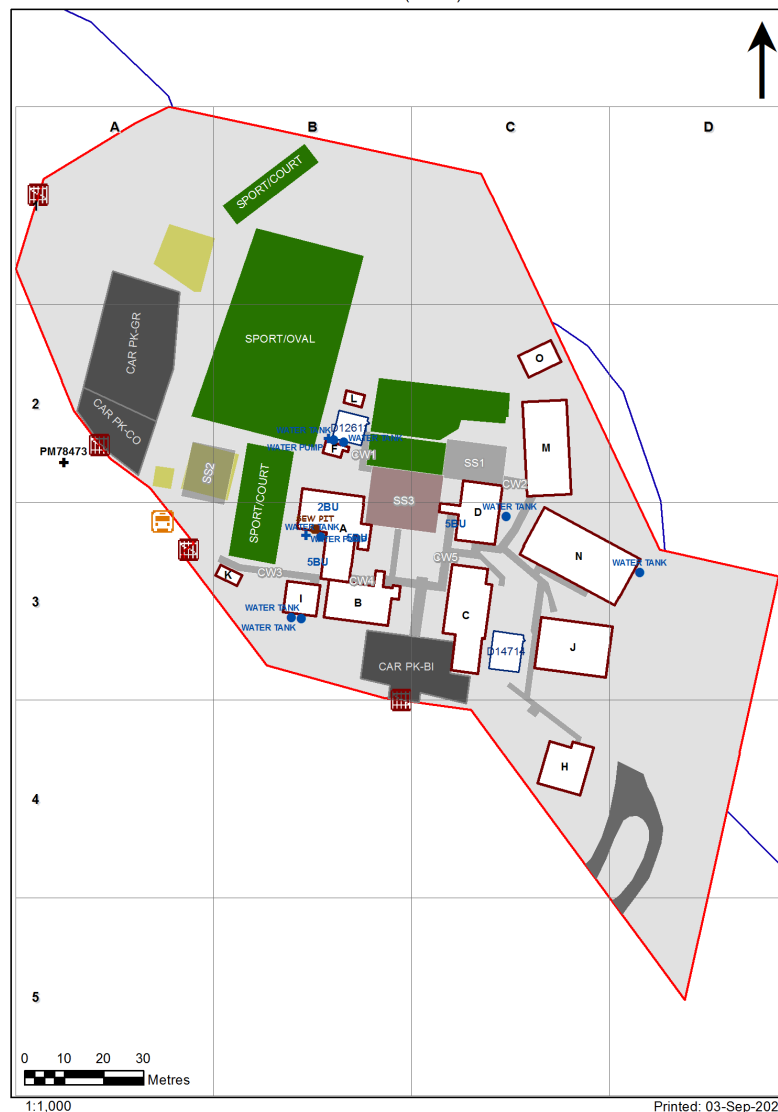 A
B
C
D
SPORT/COURT
1
CAR PK-GR
SPORT/OVAL
O
L
2
CAR PK-CO
D1261
WATER TANK
WATER TANK
WATER PUMP
F
CW1
M
PM78473
SS2
SS1
CW2
SS3
SPORT/COURT
2BU
SEW PIT
WATER TANK
A
WATER PUMP
5BU
5BU
D
5BU
WATER TANK
N
WATER TANK
CW5
K
CW3
CW4
3
I
B
WATER TANK
WATER TANK
C
D14714
J
CAR PK-BI
H
4
5
0 10 20 30
Metres
1:1,000
Printed: 03-Sep-202